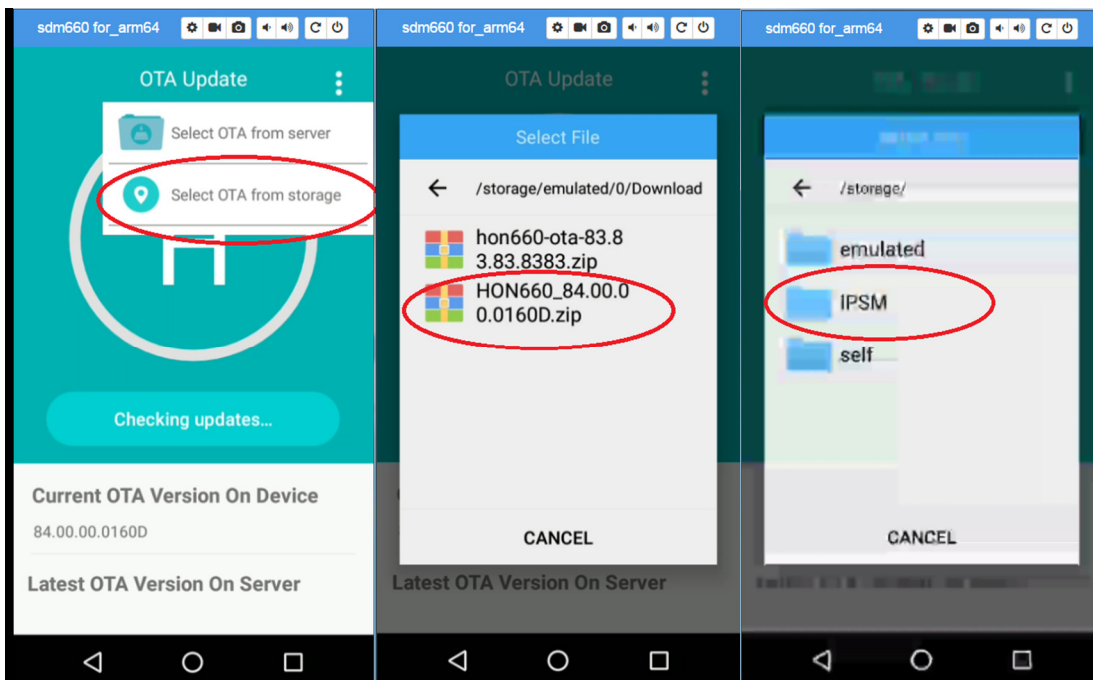 sdm660 for_arm64
OTA Update
Select OTA from server
Select OTA from storage
H
Checking updates...
Current OTA Version On Device
84.00.00.0160D
Latest OTA Version On Server
sdm660 for_arm64
OTA Update
Select File
/storage/emulated/0/Download
hon660-ota-83.8
3.83.8383.zip
HON660_84.00.0
0.0160D.zip
CANCEL
Latest OTA Version On Server
sdm660 for_arm64
/storage/
emulated
IPSM
self
CANCEL